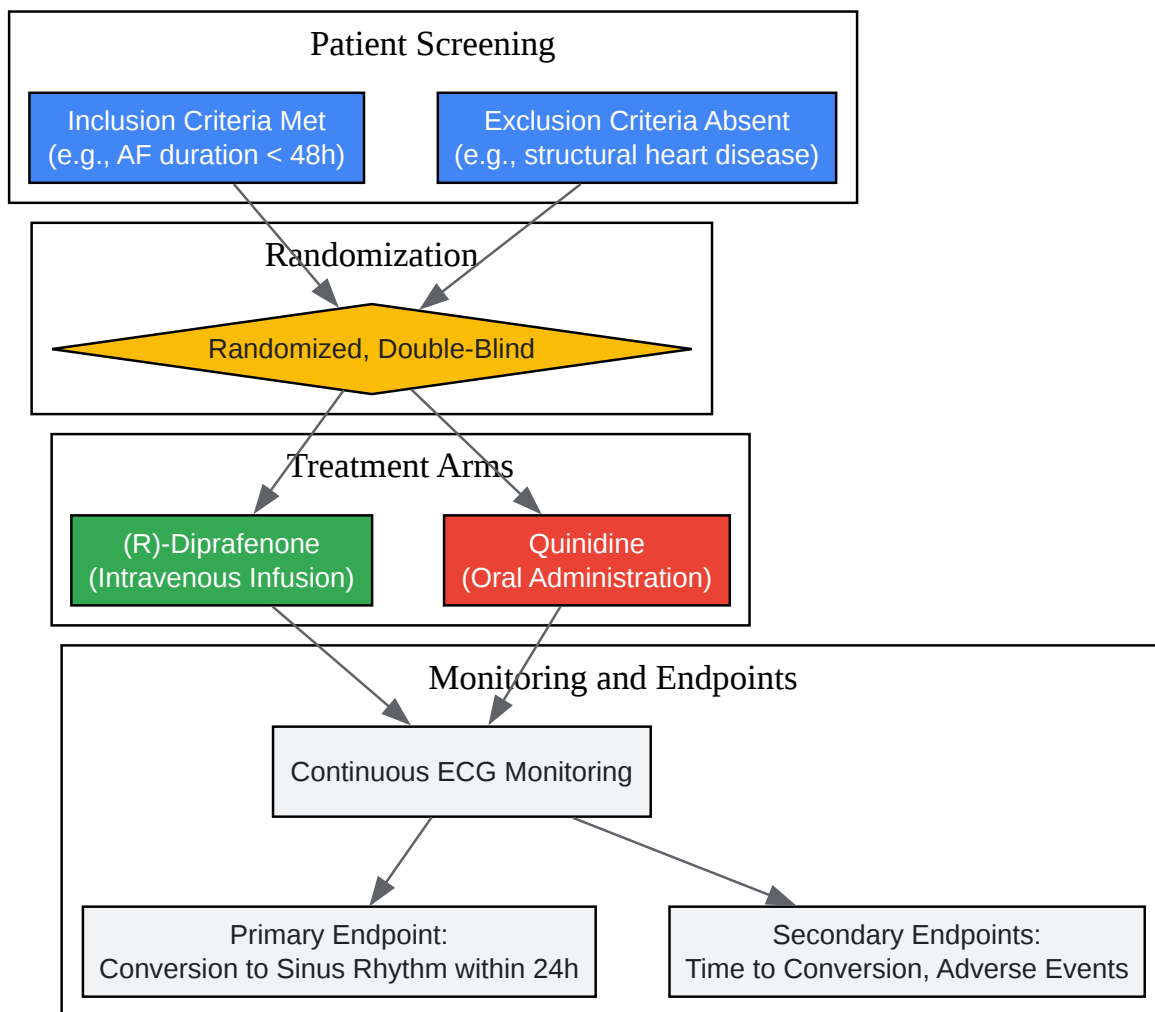 Patient Screening
Inclusion Criteria Met
(e.g., AF duration < 48h)
Exclusion Criteria Absent
(e.g., structural heart disease)
Randomization
Randomized, Double-Blind
Treatment Arms
(R)-Diprafenone
(Intravenous Infusion)
Quinidine
(Oral Administration)
Monitoring and Endpoints
Continuous ECG Monitoring
Primary Endpoint:
Conversion to Sinus Rhythm within 24h
Secondary Endpoints:
Time to Conversion, Adverse Events